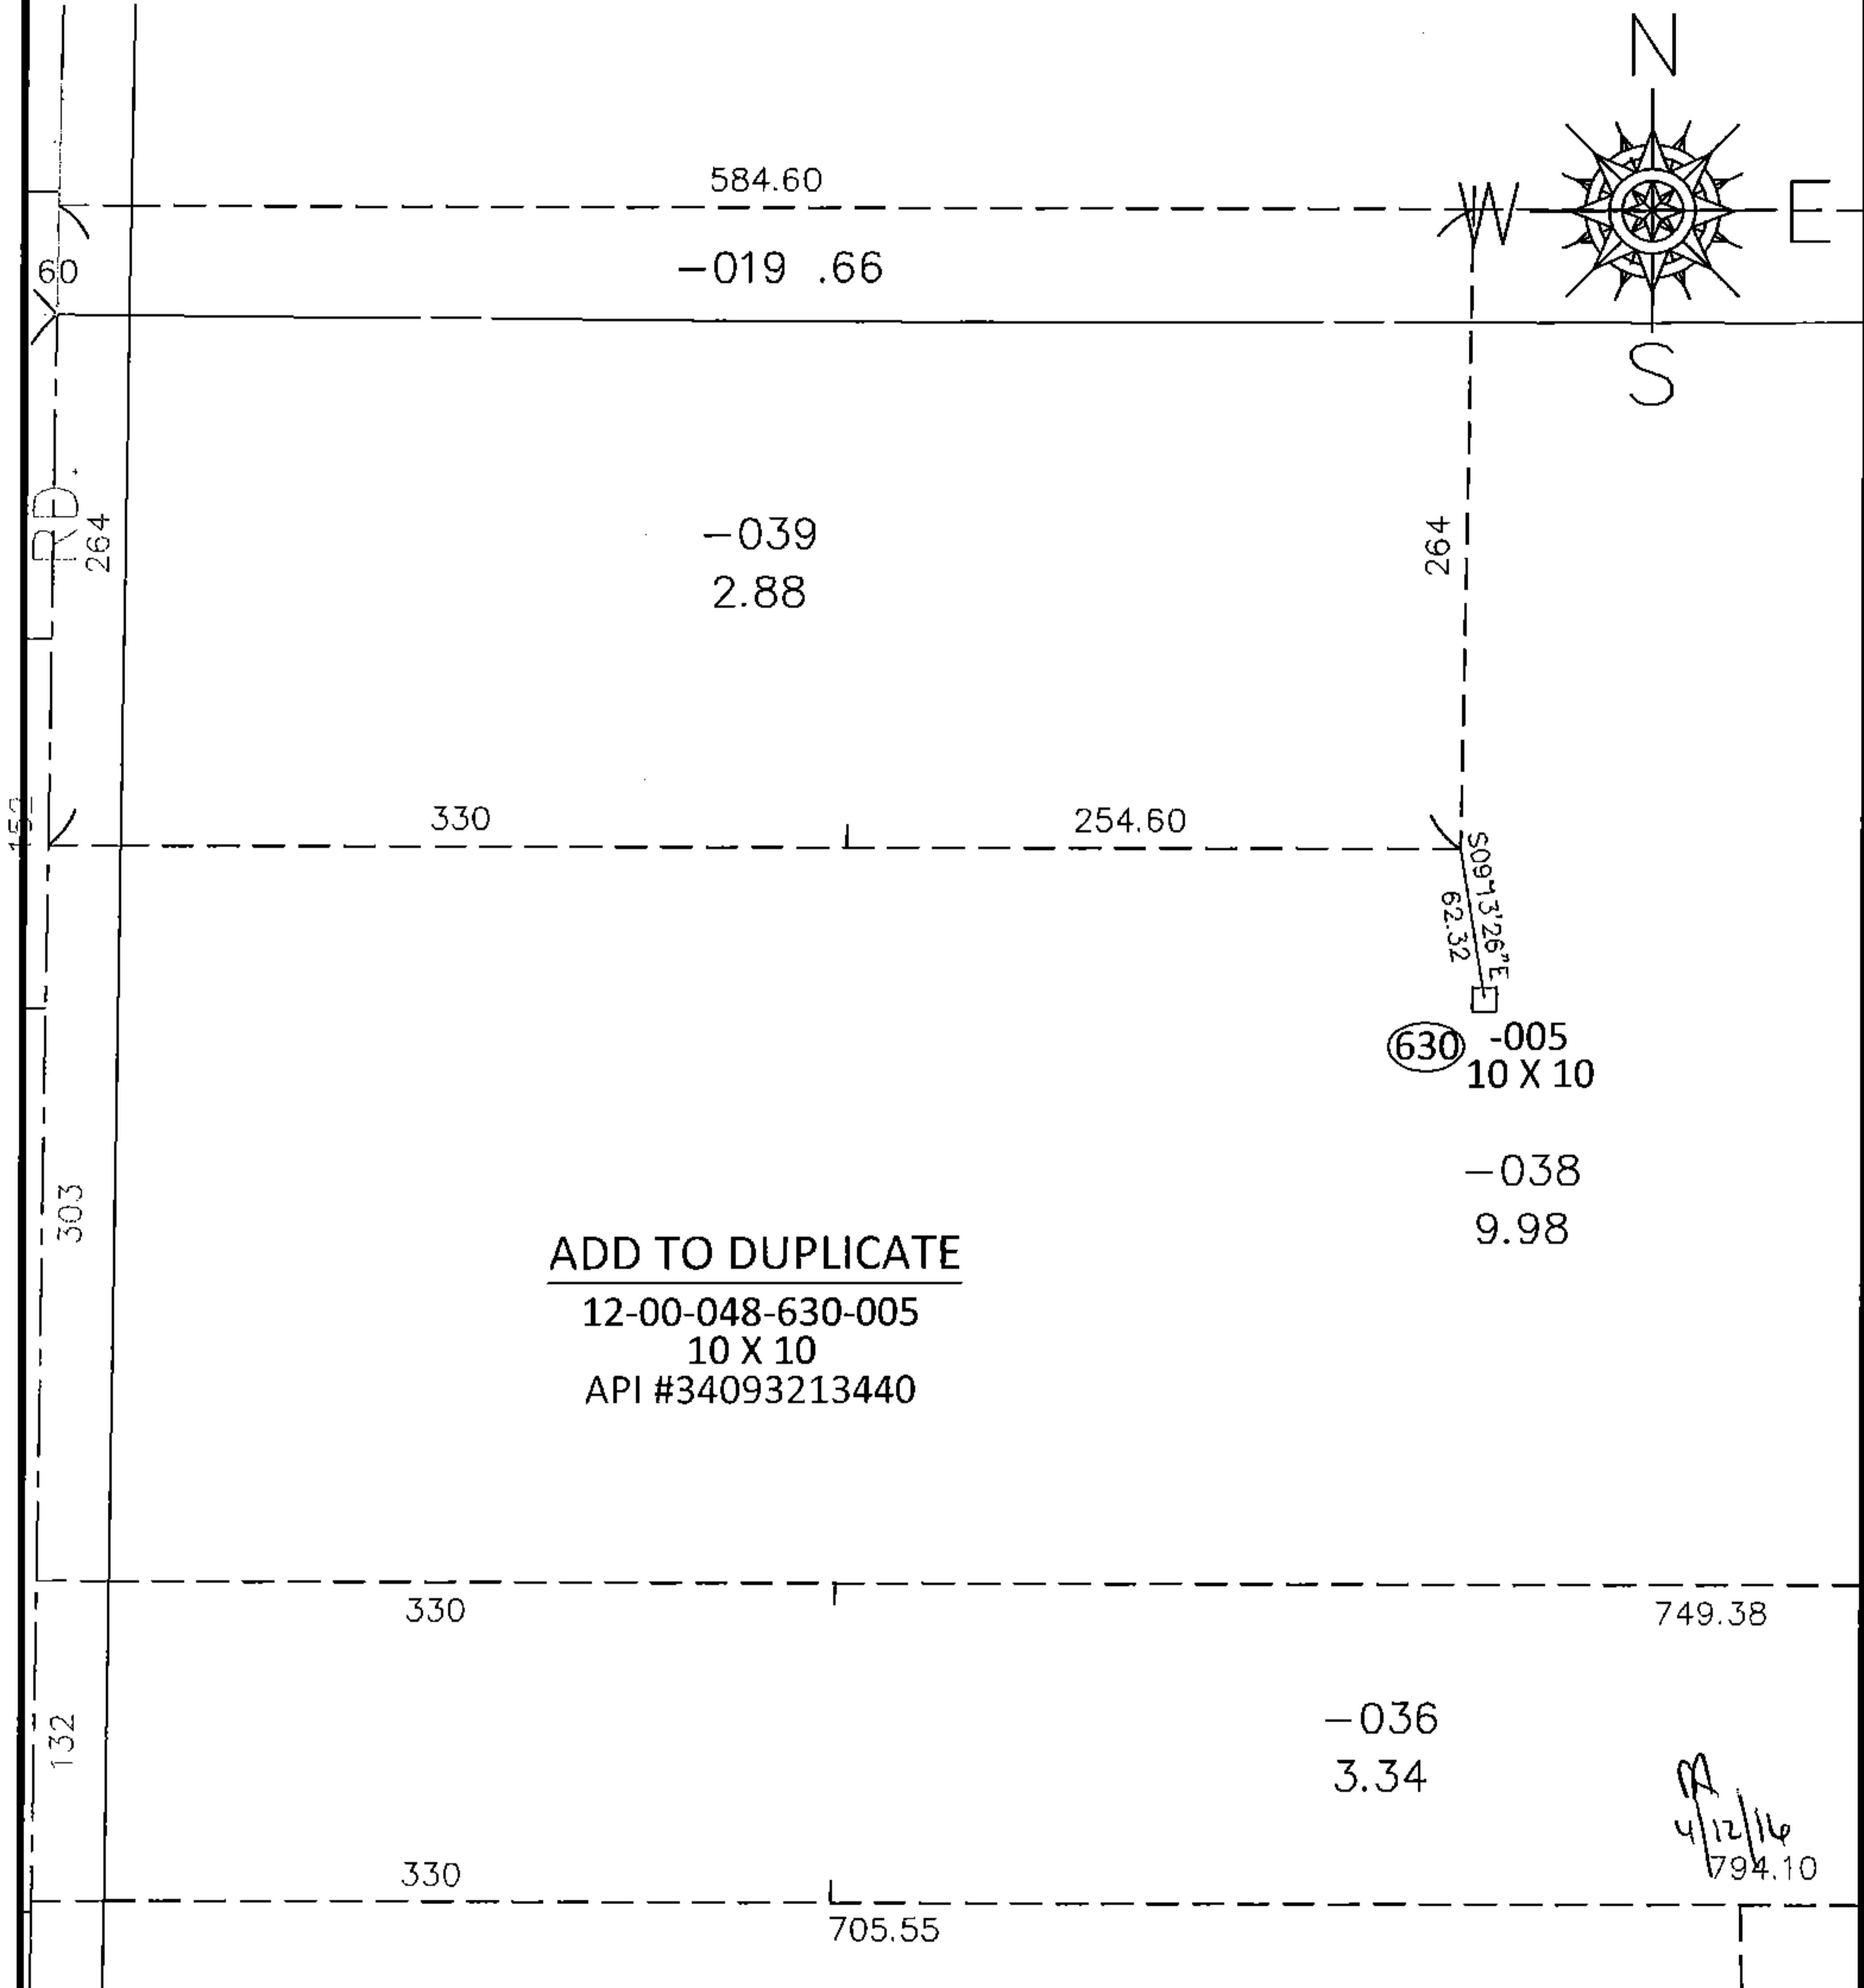 N
584.60
W
E
60
-019 .66
S
RD.
264
-039
2.88
264
330
254.60
S09°13'26"E
62.32
630
-005
10 X 10
-038
9.98
303
ADD TO DUPLICATE
12-00-048-630-005
10 X 10
API #34093213440
330
749.38
132
-036
3.34
4/12/16
330
794.10
705.55